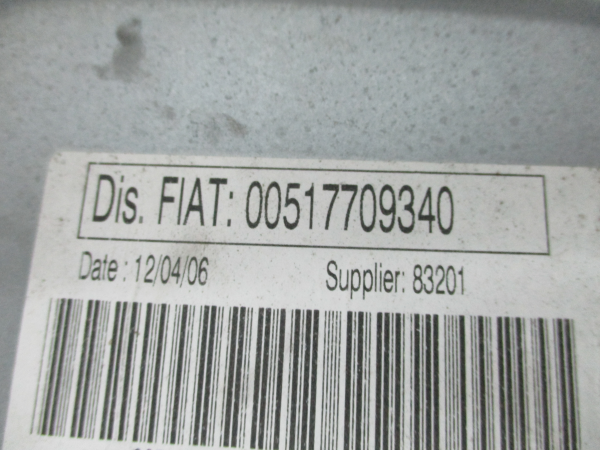 Dis. FIAT: 00517709340
Date : 12/04/06 Supplier: 83201